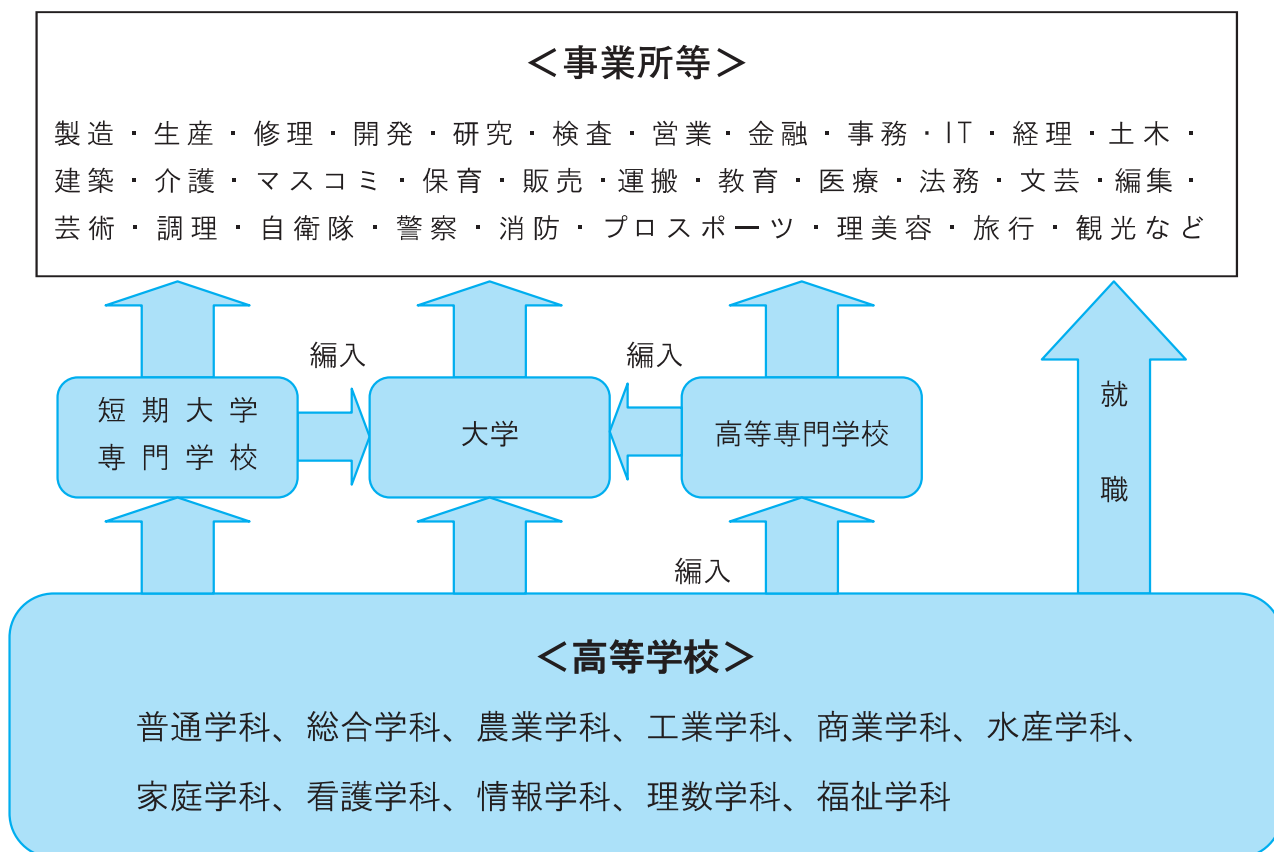 ＜事業所等＞
製造・生産・修理・開発・研究・検査・営業・金融・事務・IT・経理・土木・
建築・介護・マスコミ・保育・販売・運搬・教育・医療・法務・文芸・編集・
芸術・調理・自衛隊・警察・消防・プロスポーツ・理美容・旅行・観光など
編入
編入
短期大学
専門学校
大学
高等専門学校
就
職
編入
＜高等学校＞
普通学科、総合学科、農業学科、工業学科、商業学科、水産学科、
家庭学科、看護学科、情報学科、理数学科、福祉学科